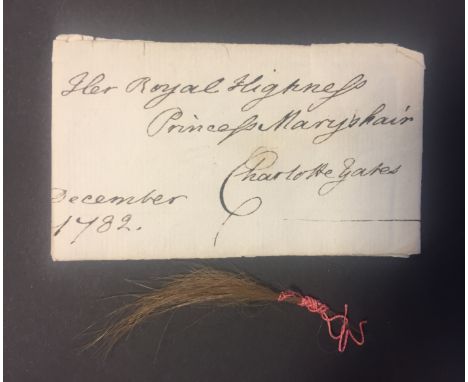 Her Royal Highness
Princess Marys hair
Charlotte Yates
December
1782.